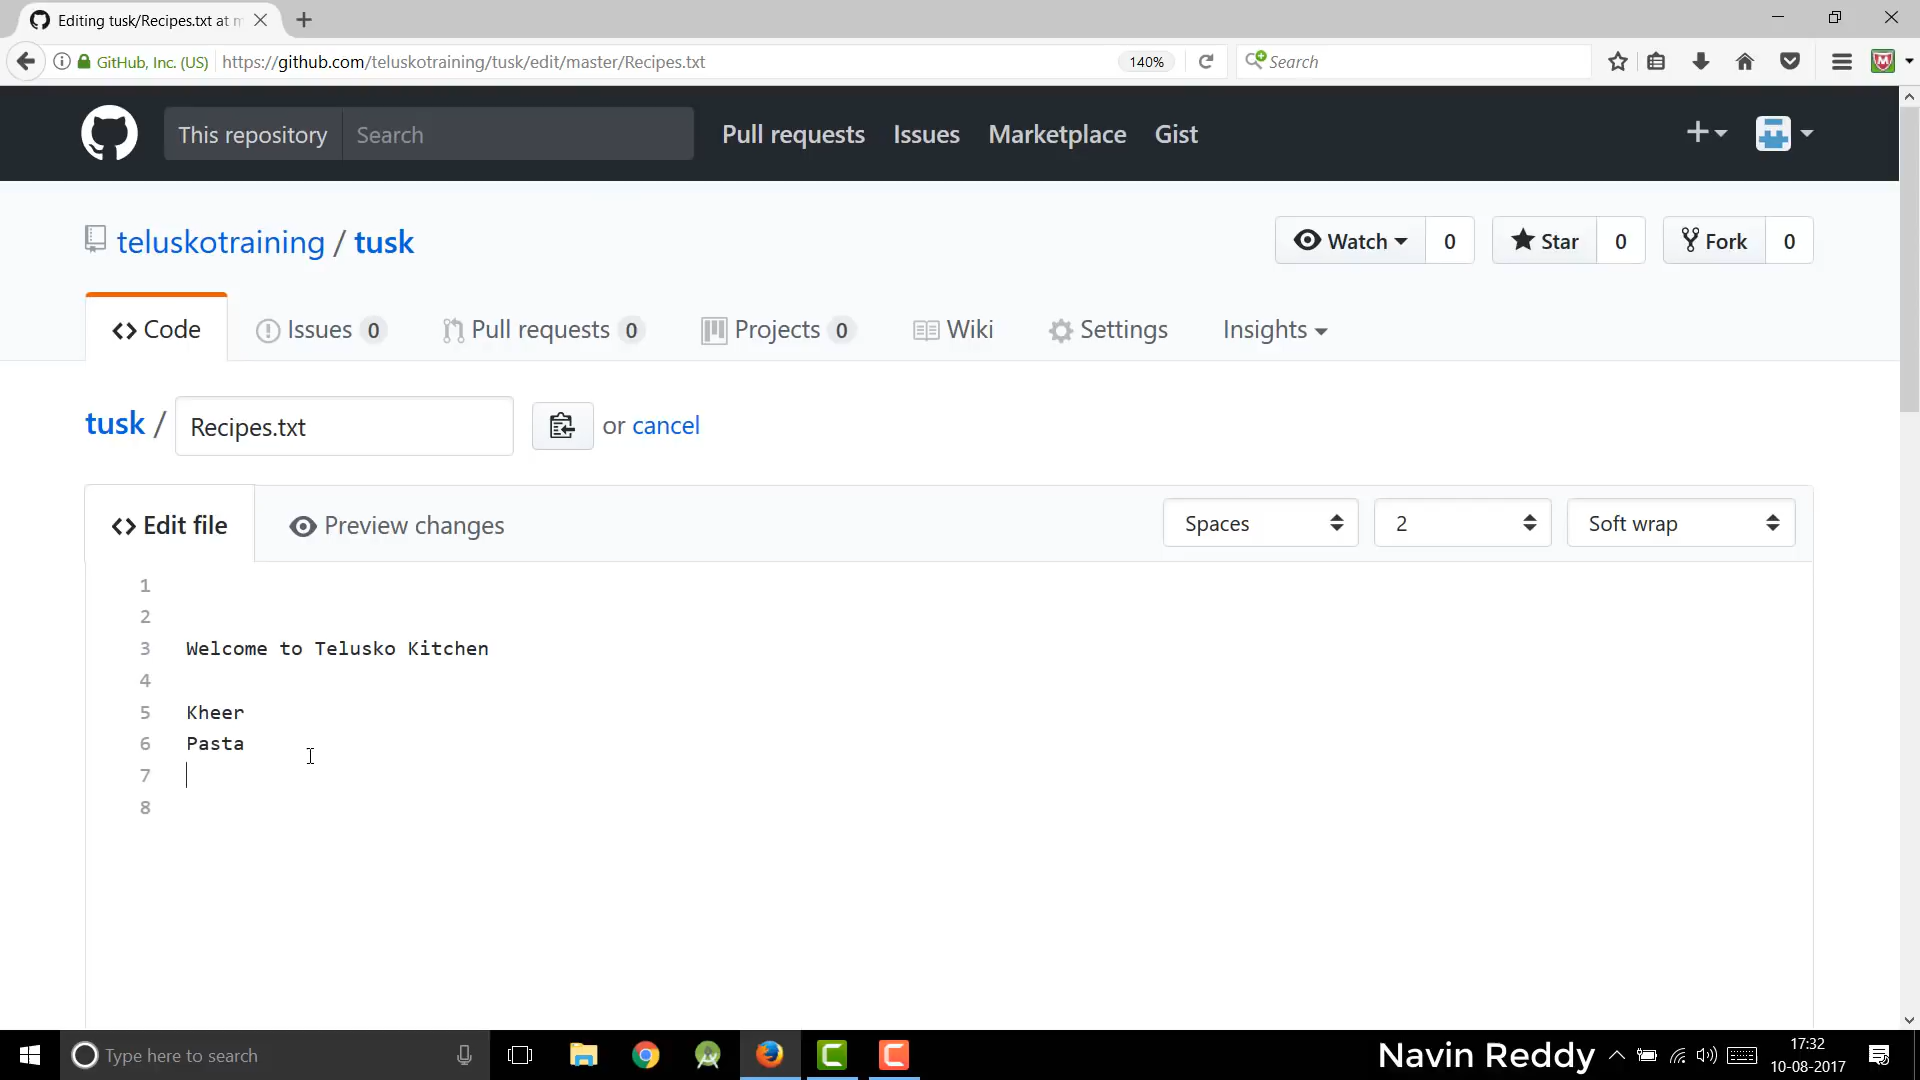 Editing tusk/Recipes.txt at m
GitHub, Inc. (US) https://github.com/teluskotraining/tusk/edit/master/Recipes.txt 140% Search
This repository Search Pull requests Issues Marketplace Gist
teluskotraining / tusk Watch 0 Star 0 Fork 0
Code Issues 0 Pull requests 0 Projects 0 Wiki Settings Insights
tusk / Recipes.txt or cancel
Edit file Preview changes Spaces 2 Soft wrap
1
2
3 Welcome to Telusko Kitchen
4
5 Kheer
6 Pasta
7
8
Type here to search Navin Reddy 17:32
10-08-2017